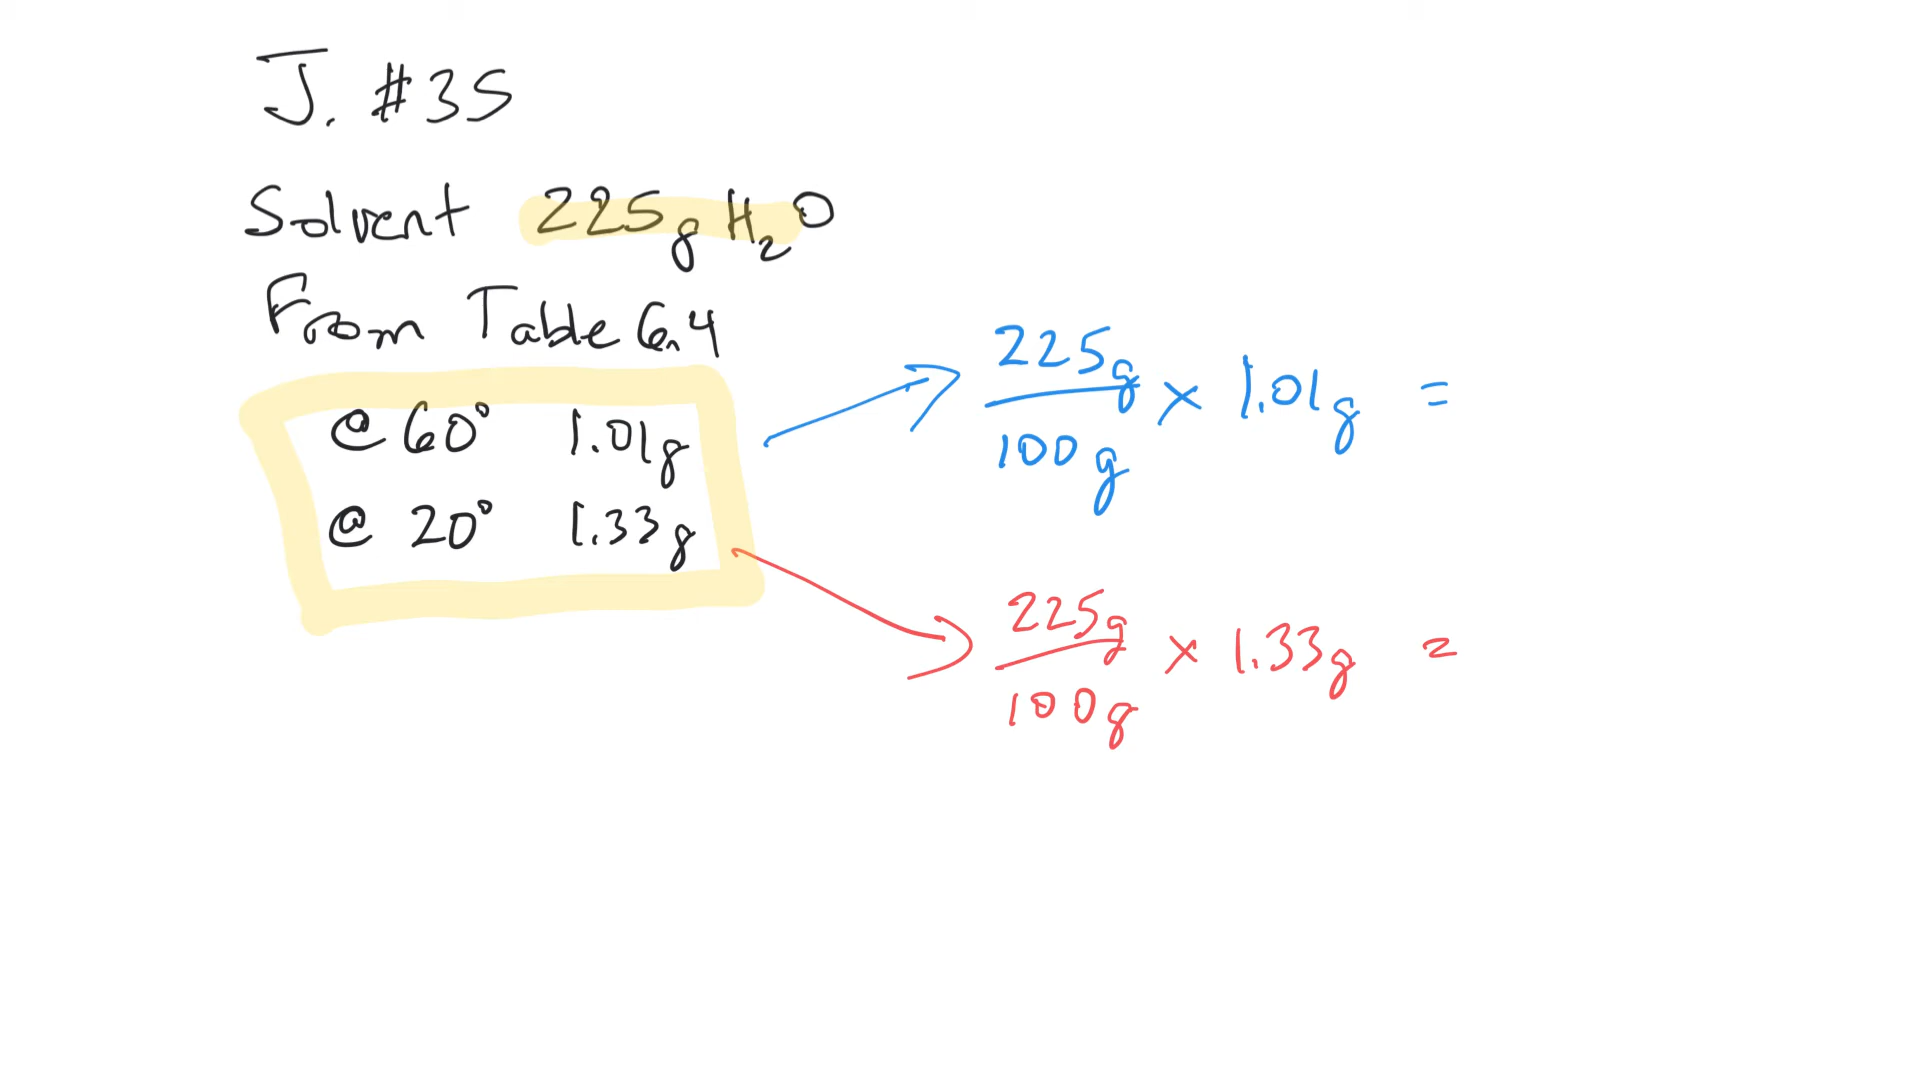 J. #35
Solvent 225g H₂O
From Table 6.4
@ 60° 1.01g
@ 20° 1.33g
225g/100g × 1.01g =
225g/100g × 1.33g =